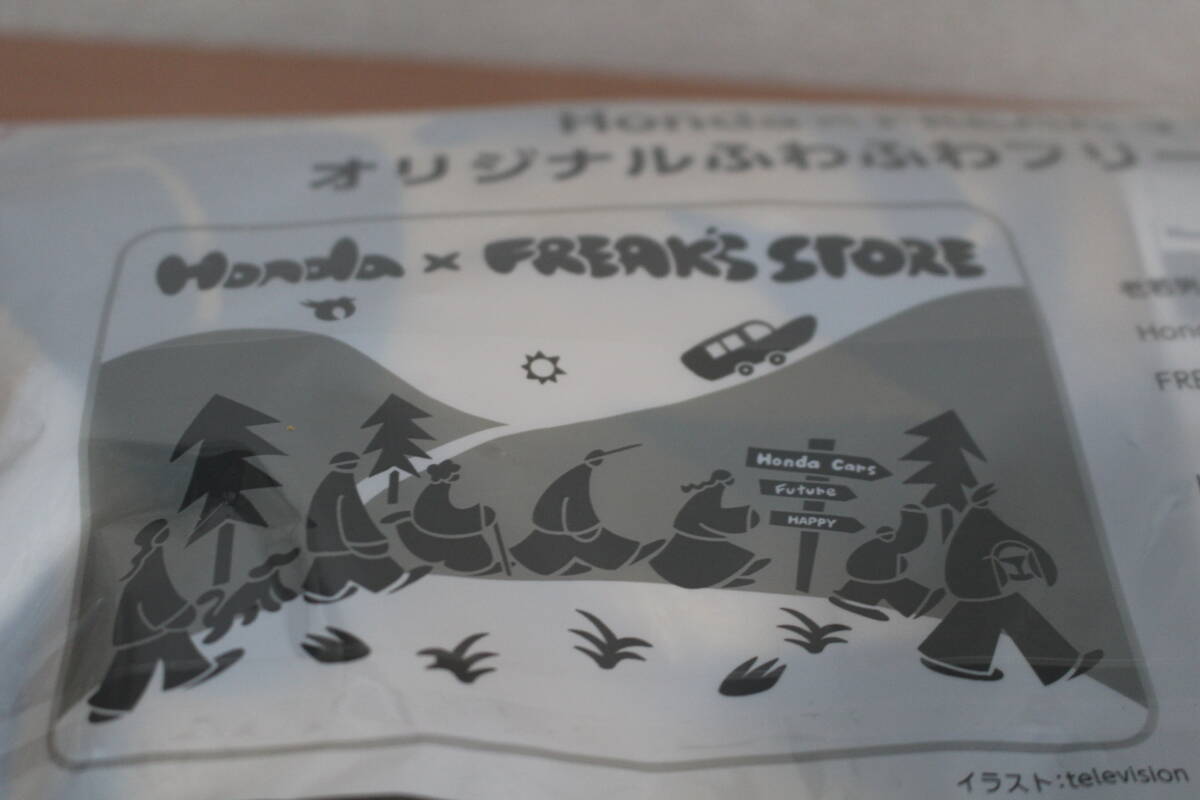 オリジナルふわふわフリー
Honda × FREAK'S STORE
Honda Cars
Future
HAPPY
Hon
FRE
イラスト:television